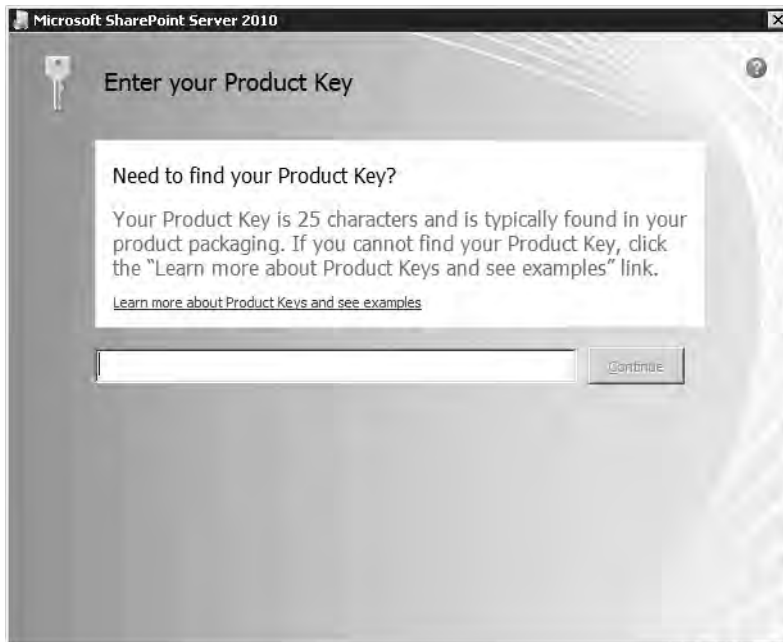 Microsoft SharePoint Server 2010
Enter your Product Key
Need to find your Product Key?
Your Product Key is 25 characters and is typically found in your
product packaging. If you cannot find your Product Key, click
the “Learn more about Product Keys and see examples” link.
Learn more about Product Keys and see examples
Continue